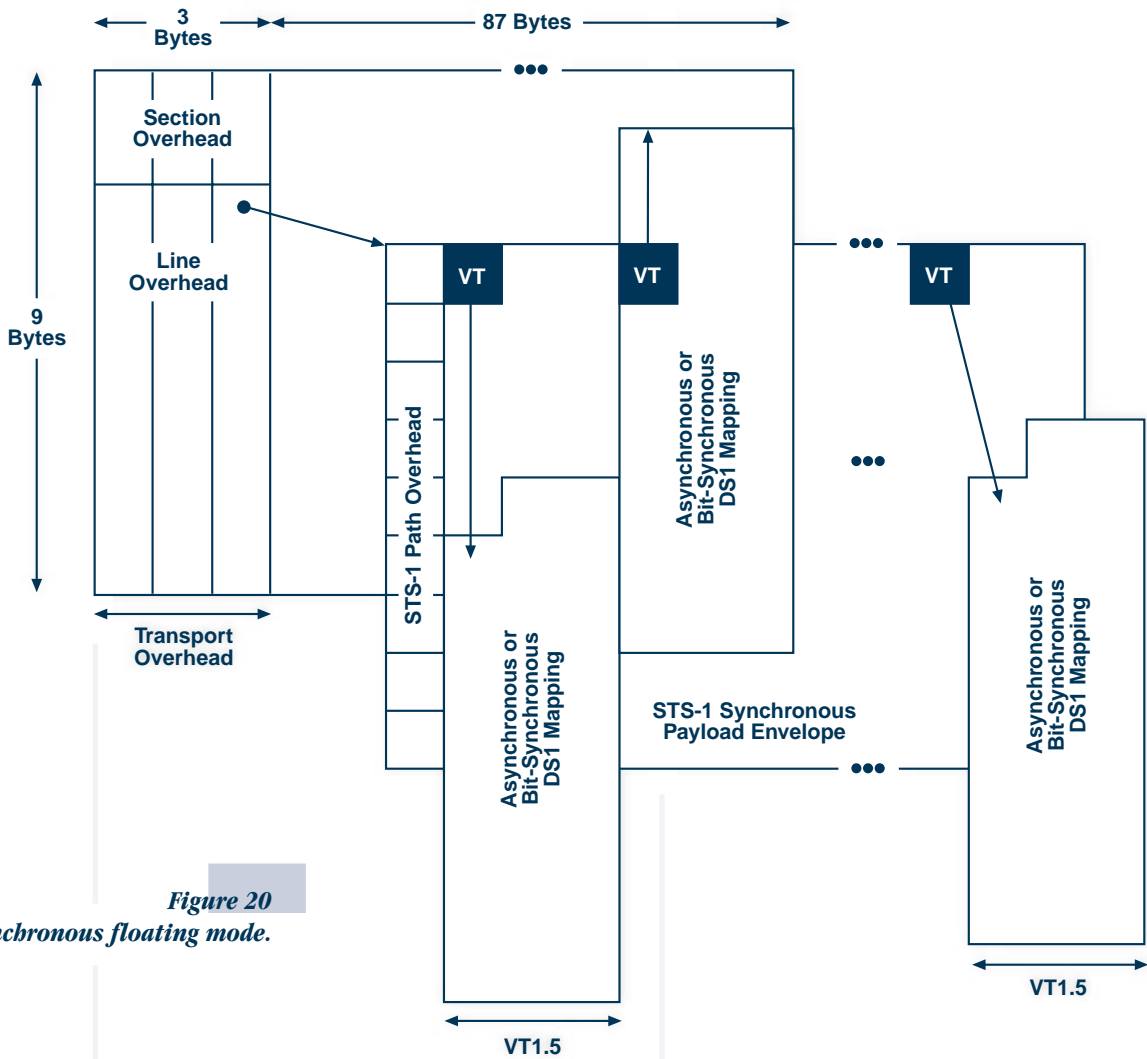 3
Bytes
87 Bytes
•••
Section
Overhead
Line
Overhead
9
Bytes
VT
VT
•••
VT
STS-1 Path Overhead
Asynchronous or
Bit-Synchronous
DS1 Mapping
•••
Transport
Overhead
Asynchronous or
Bit-Synchronous
DS1 Mapping
STS-1 Synchronous
Payload Envelope
Asynchronous or
Bit-Synchronous
DS1 Mapping
•••
Figure 20
nchronous floating mode.
VT1.5
VT1.5